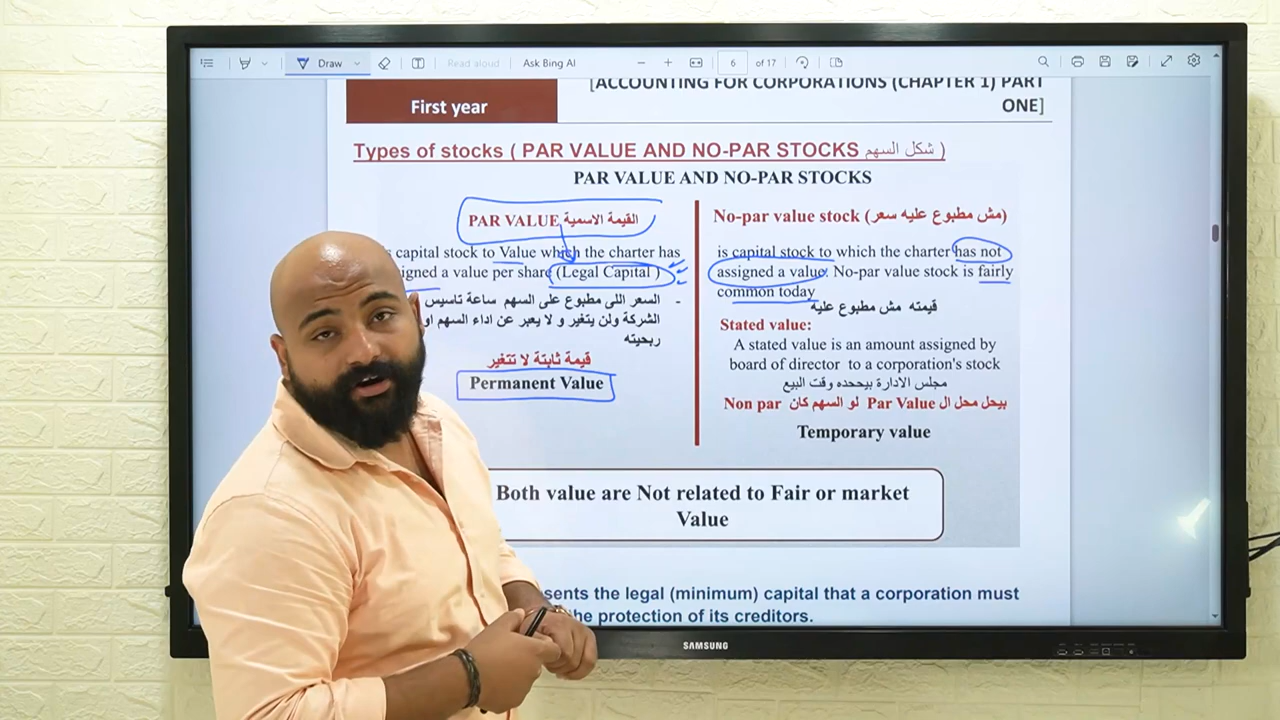 Draw
Read aloud
Ask Bing AI
6
of 17
First year
[ACCOUNTING FOR CORPORATIONS (CHAPTER 1) PART
ONE]
Types of stocks ( PAR VALUE AND NO-PAR STOCKS شكل السهم )
PAR VALUE AND NO-PAR STOCKS
PAR VALUE القيمة الاسمية
capital stock to Value which the charter has
a value per share (Legal Capital )
- السعر اللى مطبوع على السهم ساعة تاسيس
الشركة ولن يتغير و لا يعبر عن اداء السهم او
ربحيته
قيمة ثابتة لا تتغير
Permanent Value
No-par value stock (مش مطبوع عليه سعر)
is capital stock to which the charter has not
assigned a value. No-par value stock is fairly
common today
قيمته مش مطبوع علية
Stated value:
A stated value is an amount assigned by
board of director to a corporation's stock
مجلس الادارة بيحدده وقت البيع
بيحل محل ال Par Value لو السهم كان Non par
Temporary value
Both value are Not related to Fair or market
Value
the legal (minimum) capital that a corporation must
the protection of its creditors.
SAMSUNG